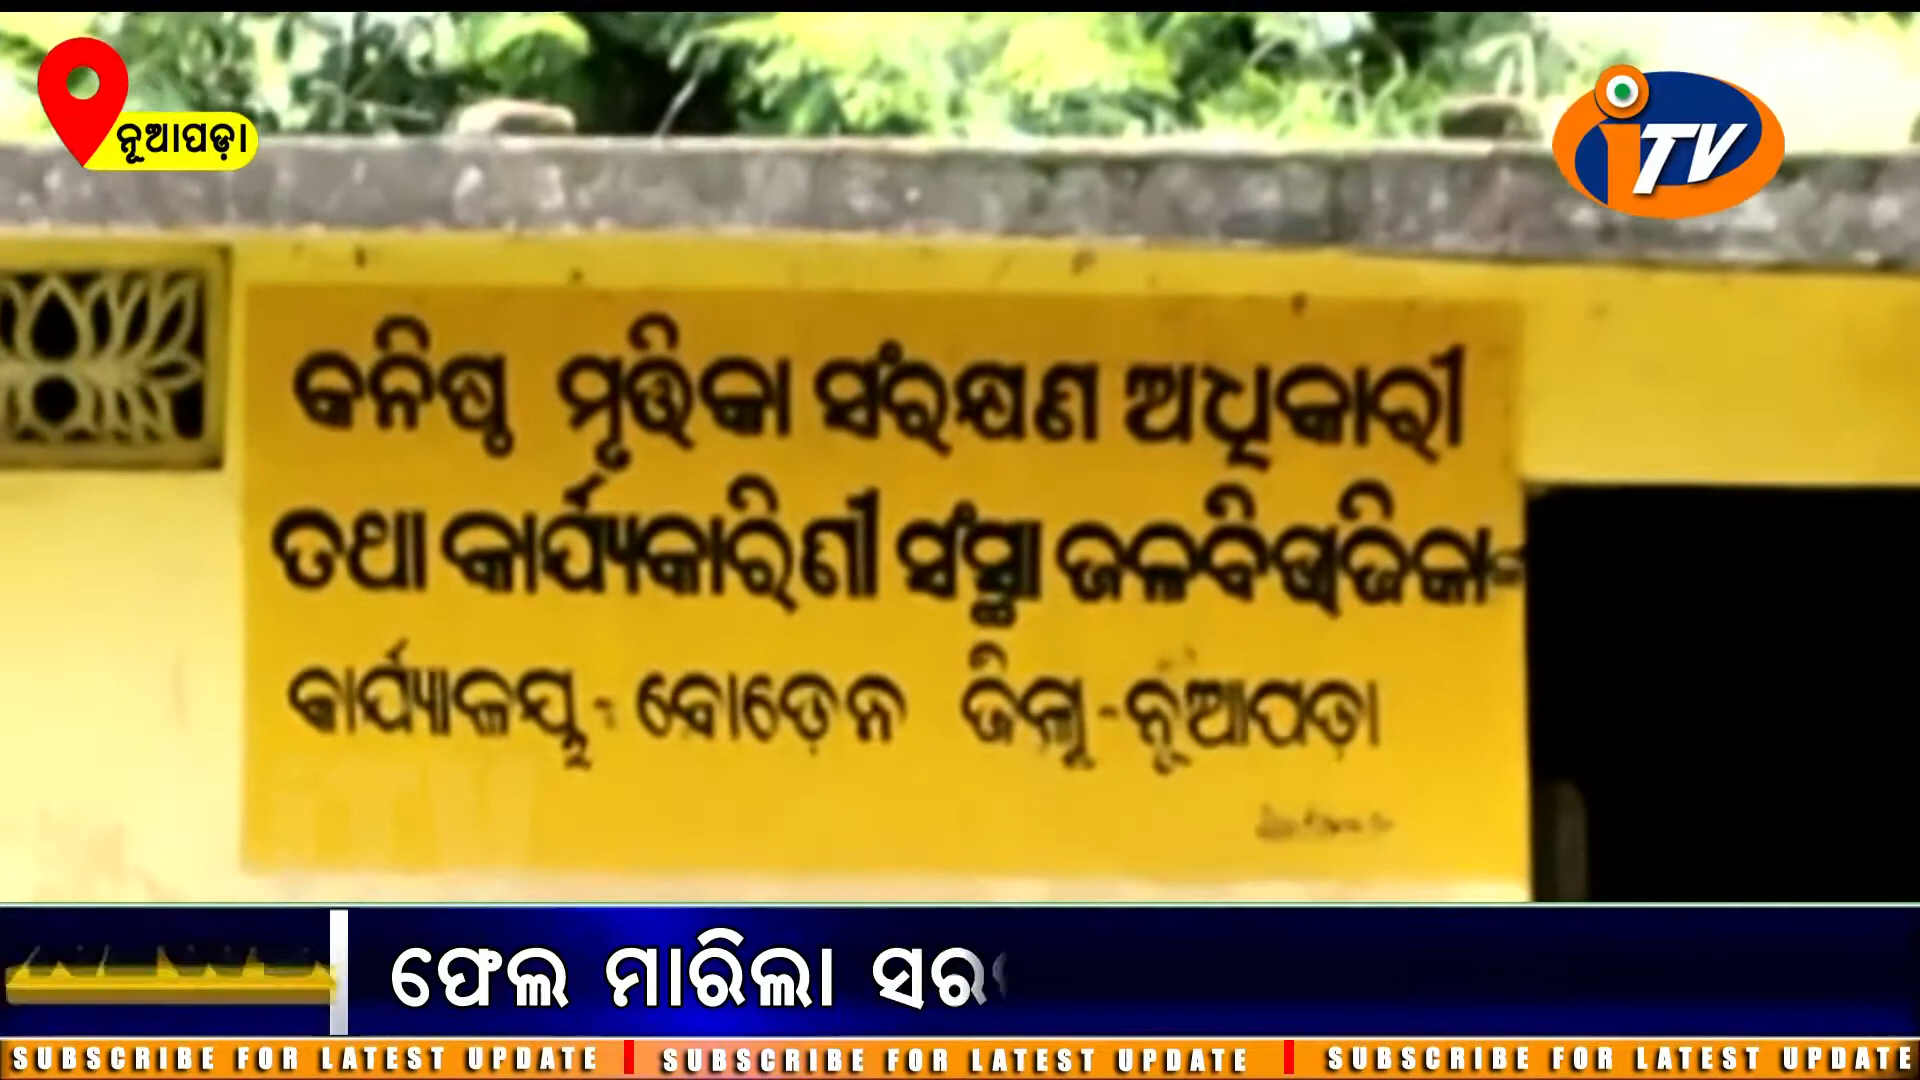 ନୂଆପଡ଼ା
iTV
କନିଷ୍ଠ ମୃତ୍ତିକା ସଂରକ୍ଷଣ ଅଧିକାରୀ
ତଥା କାର୍ଯ୍ୟକାରିଣୀ ସଂସ୍ଥା ଜଳବିଭାଜିକା-
କାର୍ଯ୍ୟାଳୟ - ବୋଡ଼େନ ଜିଲ୍ଲା - ନୂଆପଡା
ଫେଲ ମାରିଲା ସର
SUBSCRIBE FOR LATEST UPDATE SUBSCRIBE FOR LATEST UPDATE SUBSCRIBE FOR LATEST UPDATE